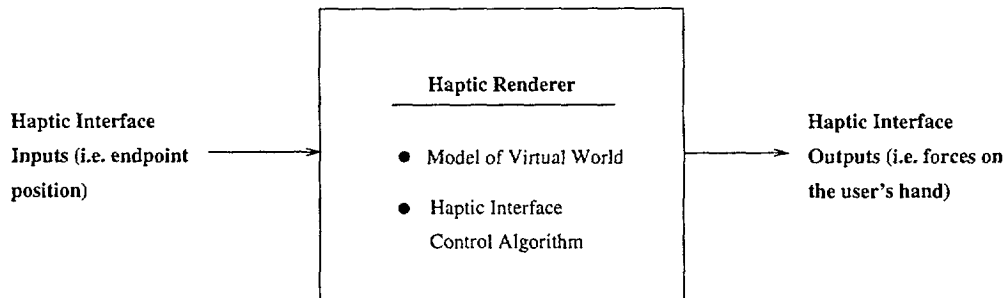 Haptic Interface
Inputs (i.e. endpoint
position)
Haptic Renderer
● Model of Virtual World
● Haptic Interface
Control Algorithm
Haptic Interface
Outputs (i.e. forces on
the user's hand)